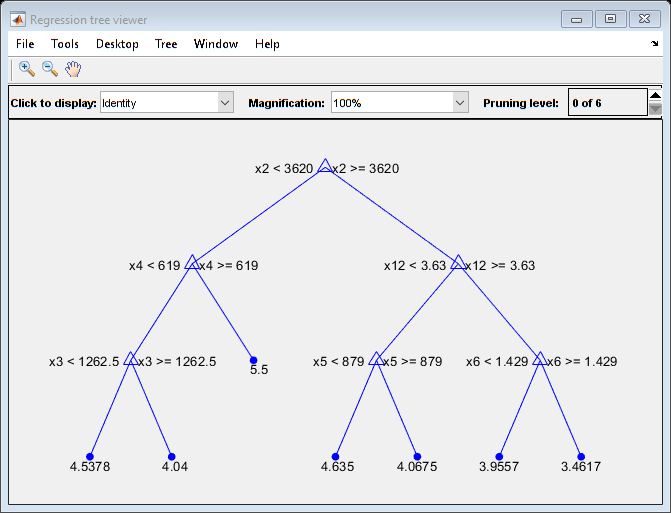 Regression tree viewer
File Tools Desktop Tree Window Help
Click to display: Identity Magnification: 100% Pruning level: 0 of 6
x2 < 3620 x2 >= 3620
x4 < 619 x4 >= 619 x12 < 3.63 x12 >= 3.63
x3 < 1262.5 x3 >= 1262.5 5.5 x5 < 879 x5 >= 879 x6 < 1.429 x6 >= 1.429
4.5378 4.04 4.635 4.0675 3.9557 3.4617